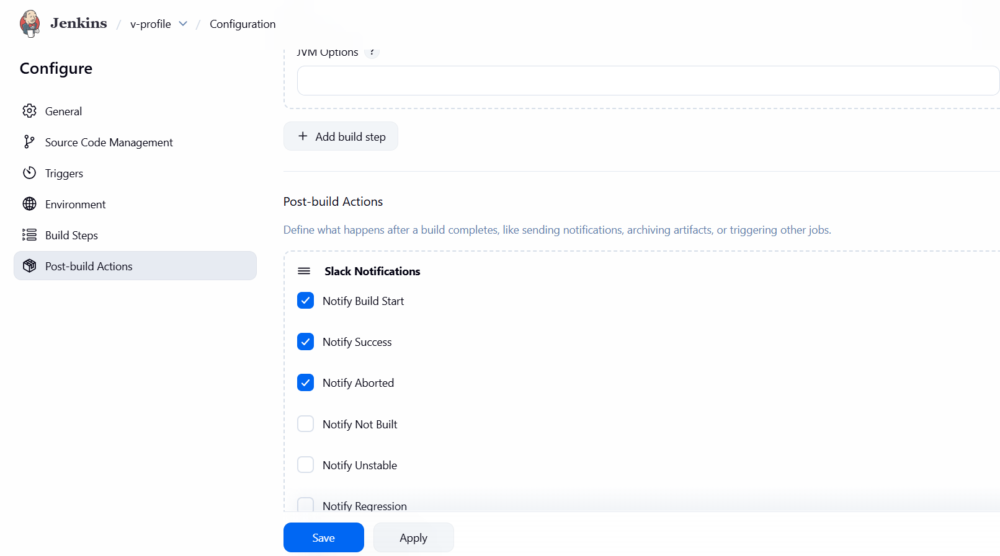 Jenkins / v-profile / Configuration
Configure
General
Source Code Management
Triggers
Environment
Build Steps
Post-build Actions
JVM Options ?
+ Add build step
Post-build Actions
Define what happens after a build completes, like sending notifications, archiving artifacts, or triggering other jobs.
Slack Notifications
Notify Build Start
Notify Success
Notify Aborted
Notify Not Built
Notify Unstable
Notify Regression
Save
Apply